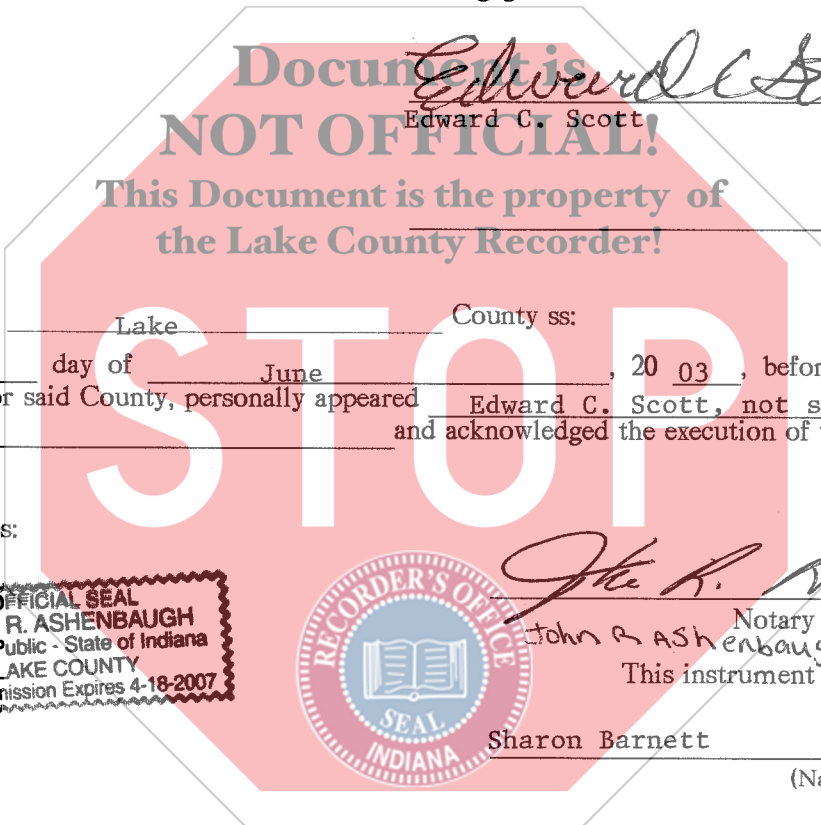 Document is
Edward C Sc
NOT OFFICIAL!
Edward C. Scott
This Document is the property of
the Lake County Recorder!
STOP
Lake County ss:
day of June , 20 03 , befor
r said County, personally appeared Edward C. Scott, not s
and acknowledged the execution of
s:
OFFICIAL SEAL
R. ASHENBAUGH
Public - State of Indiana
LAKE COUNTY
mission Expires 4-18-2007
RECORDER'S OFFICE
SEAL
INDIANA
R.
Notary
John R Ashenbaug
This instrument
Sharon Barnett
(Na